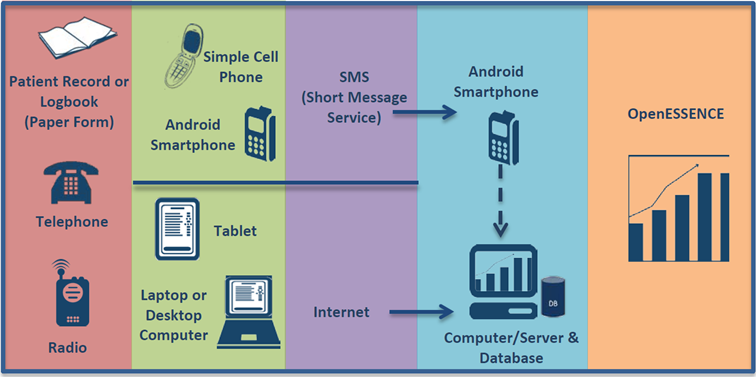 Patient Record or
Logbook
(Paper Form)
Telephone
Radio
Simple Cell
Phone
Android
Smartphone
Tablet
Laptop or
Desktop
Computer
SMS
(Short Message
Service)
Internet
Android
Smartphone
DB
Computer/Server &
Database
OpenESSENCE